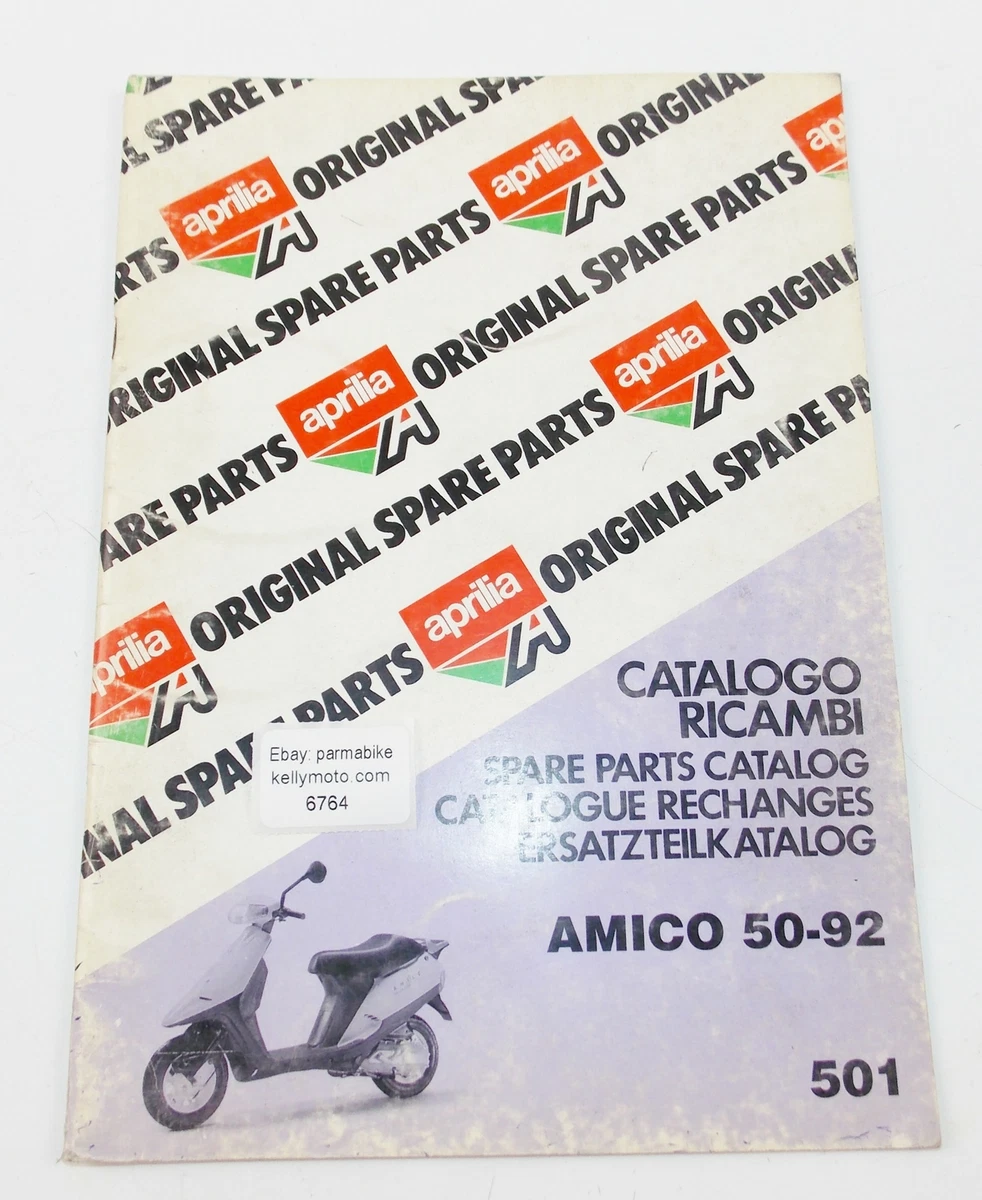 SPARE
aprilia
ORIGINAL
aprilia
ORIGINAL
PARTS
ORIGINAL SPARE PARTS
aprilia
ORIGINAL SPARE PARTS
aprilia
ORIGINAL
PARTS
ORIGINAL SPARE PARTS
aprilia
ORIGINAL SPARE
PARTS
CATALOGO
RICAMBI
SPARE PARTS CATALOG
CATALOGUE RECHANGES
ERSATZTEILKATALOG
Ebay: parmabike
kellymoto.com
6764
AMICO 50-92
501